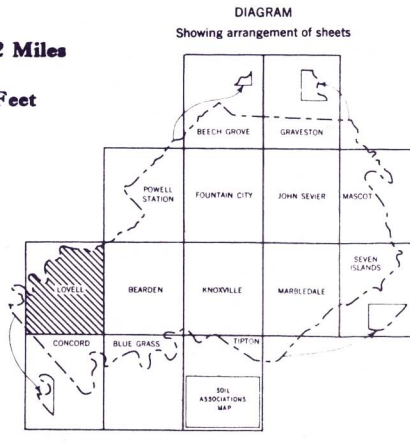 DIAGRAM
Showing arrangement of sheets
2 Miles
Feet
BEECH GROVE
GRAVESTON
POWELL
STATION
FOUNTAIN CITY
JOHN SEVIER
MASCOT
LOVELL
BEARDEN
KNOXVILLE
MARBLEDALE
SEVEN
ISLANDS
CONCORD
BLUE GRASS
TIPTON
SOIL
ASSOCIATIONS
MAP